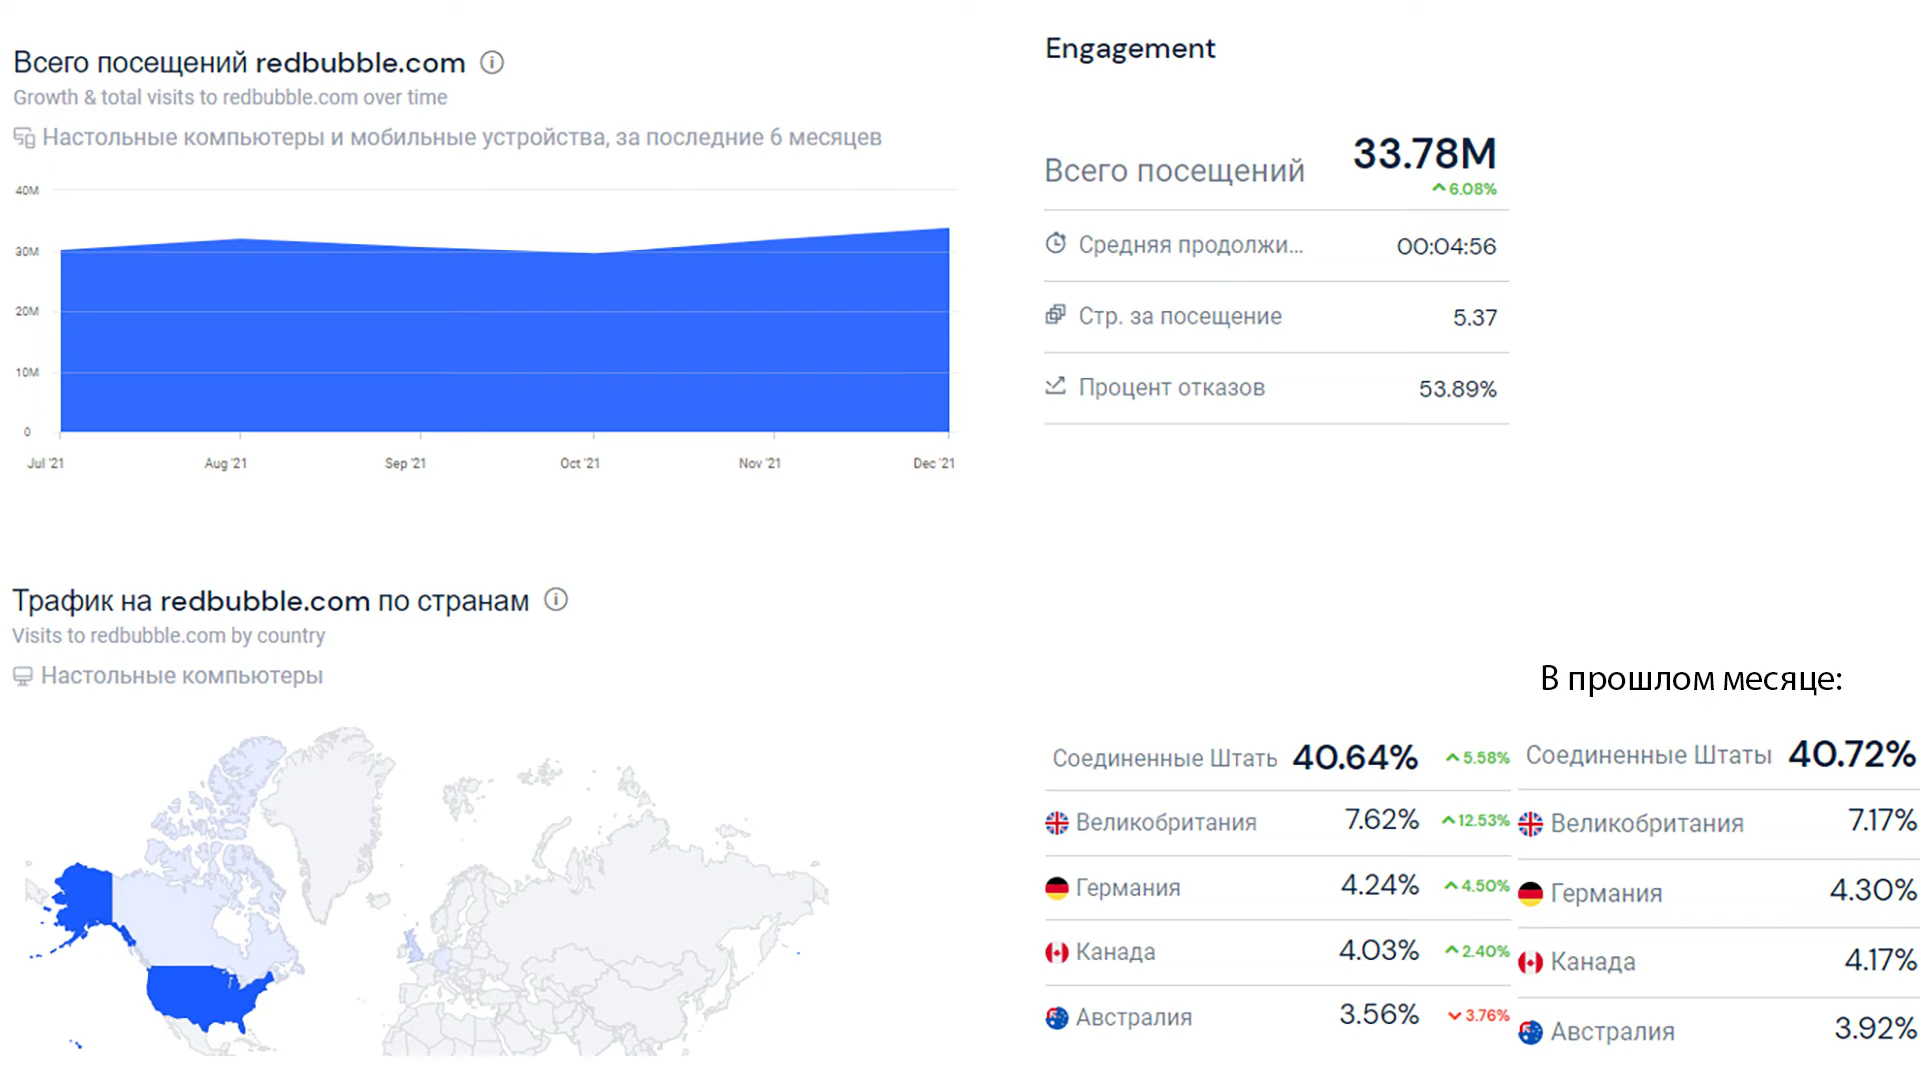 Всего посещений redbubble.com
Growth & total visits to redbubble.com over time
Настольные компьютеры и мобильные устройства, за последние 6 месяцев
40M
30M
20M
10M
0
Jul '21 Aug '21 Sep '21 Oct '21 Nov '21 Dec '21
Engagement
Всего посещений 33.78M
6.08%
Средняя продолжи... 00:04:56
Стр. за посещение 5.37
Процент отказов 53.89%
Трафик на redbubble.com по странам
Visits to redbubble.com by country
Настольные компьютеры
Соединенные Штать 40.64% 5.58%
Великобритания 7.62% 12.53%
Германия 4.24% 4.50%
Канада 4.03% 2.40%
Австралия 3.56% 3.76%
В прошлом месяце:
Соединенные Штаты 40.72%
Великобритания 7.17%
Германия 4.30%
Канада 4.17%
Австралия 3.92%